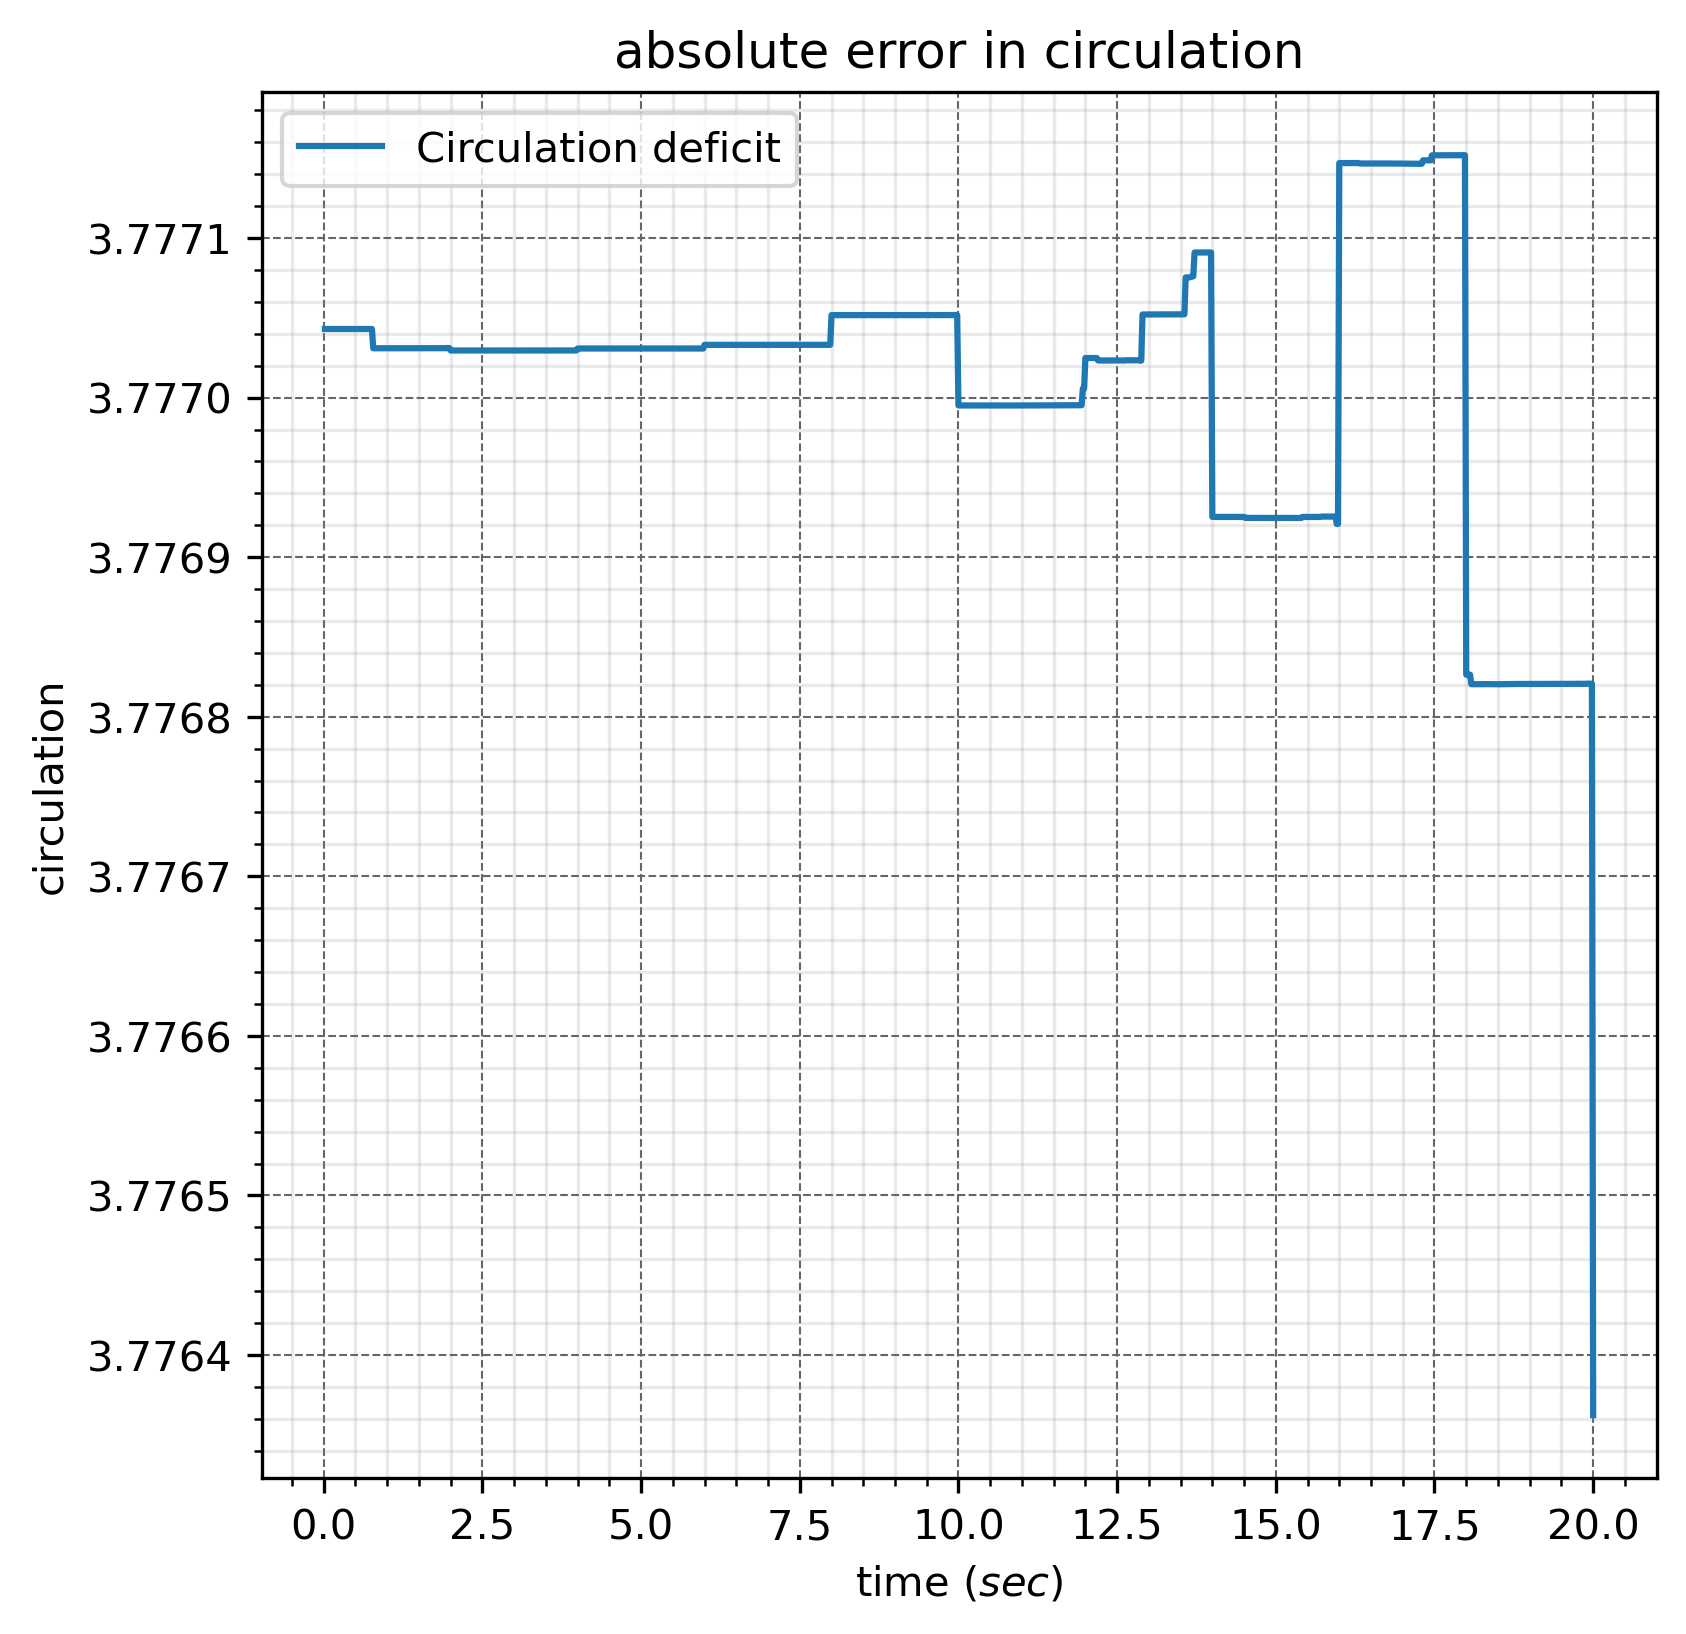 absolute error in circulation
Circulation deficit
3.7771
3.7770
3.7769
3.7768
3.7767
3.7766
3.7765
3.7764
circulation
0.0 2.5 5.0 7.5 10.0 12.5 15.0 17.5 20.0
time (sec)